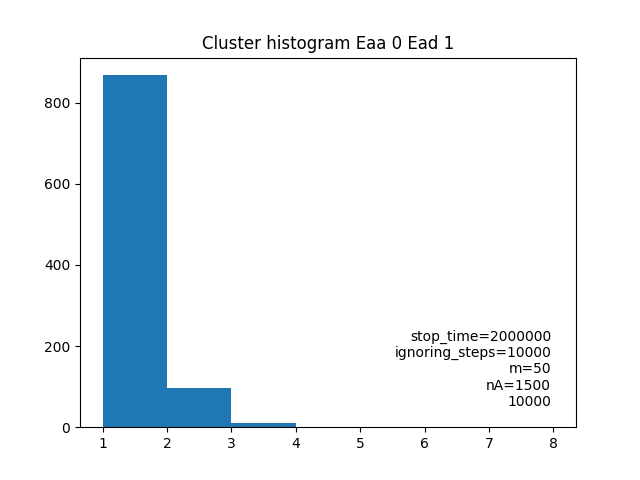 Cluster histogram Eaa 0 Ead 1
800
600
400
200
0
stop_time=2000000
ignoring_steps=10000
m=50
nA=1500
10000
1 2 3 4 5 6 7 8